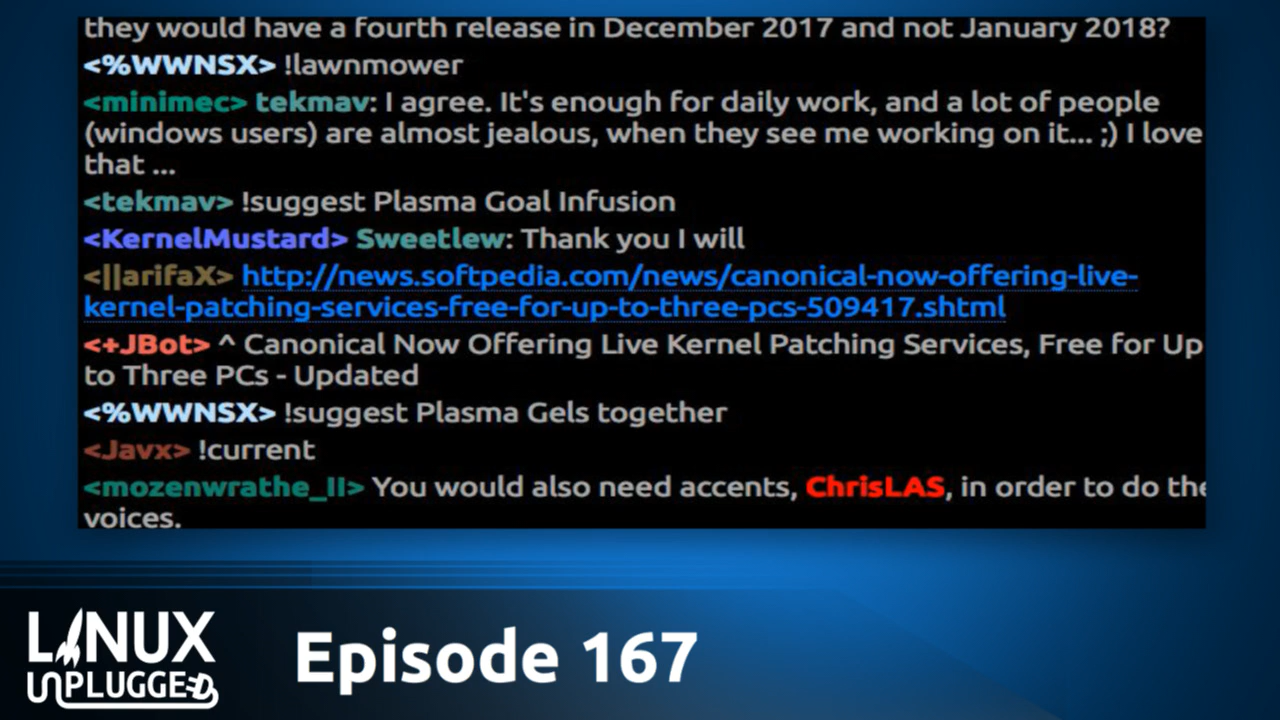 they would have a fourth release in December 2017 and not January 2018?
<%WWNSX> !lawnmower
<minimec> tekmav: I agree. It's enough for daily work, and a lot of people
(windows users) are almost jealous, when they see me working on it... ;) I love
that ...
<tekmav> !suggest Plasma Goal Infusion
<KernelMustard> Sweetlew: Thank you I will
<||arifaX> http://news.softpedia.com/news/canonical-now-offering-live-
kernel-patching-services-free-for-up-to-three-pcs-509417.shtml
<+JBot> ^ Canonical Now Offering Live Kernel Patching Services, Free for Up
to Three PCs - Updated
<%WWNSX> !suggest Plasma Gels together
<Javx> !current
<mozenwrathe_II> You would also need accents, ChrisLAS, in order to do the
voices.
LINUX
UNPLUGGED
Episode 167